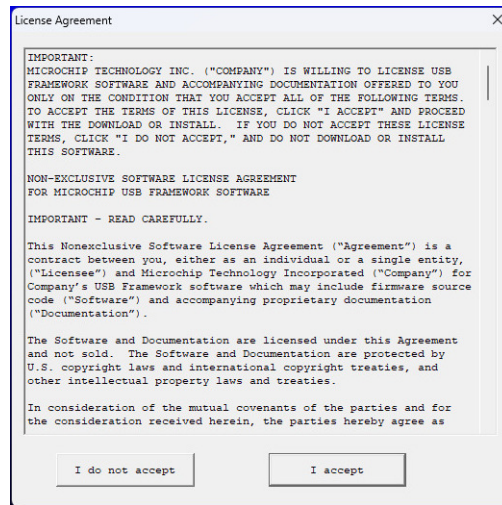 License Agreement
IMPORTANT:
MICROCHIP TECHNOLOGY INC. ("COMPANY") IS WILLING TO LICENSE USB
FRAMEWORK SOFTWARE AND ACCOMPANYING DOCUMENTATION OFFERED TO YOU
ONLY ON THE CONDITION THAT YOU ACCEPT ALL OF THE FOLLOWING TERMS.
TO ACCEPT THE TERMS OF THIS LICENSE, CLICK "I ACCEPT" AND PROCEED
WITH THE DOWNLOAD OR INSTALL.  IF YOU DO NOT ACCEPT THESE LICENSE
TERMS, CLICK "I DO NOT ACCEPT," AND DO NOT DOWNLOAD OR INSTALL
THIS SOFTWARE.
NON-EXCLUSIVE SOFTWARE LICENSE AGREEMENT
FOR MICROCHIP USB FRAMEWORK SOFTWARE
IMPORTANT - READ CAREFULLY.
This Nonexclusive Software License Agreement (“Agreement”) is a
contract between you, either as an individual or a single entity,
(“Licensee”) and Microchip Technology Incorporated (“Company”) for
Company’s USB Framework software which may include firmware source
code (“Software”) and accompanying proprietary documentation
(“Documentation”).
The Software and Documentation are licensed under this Agreement
and not sold.  The Software and Documentation are protected by
U.S. copyright laws and international copyright treaties, and
other intellectual property laws and treaties.
In consideration of the mutual covenants of the parties and for
the consideration received herein, the parties hereby agree as
I do not accept
I accept